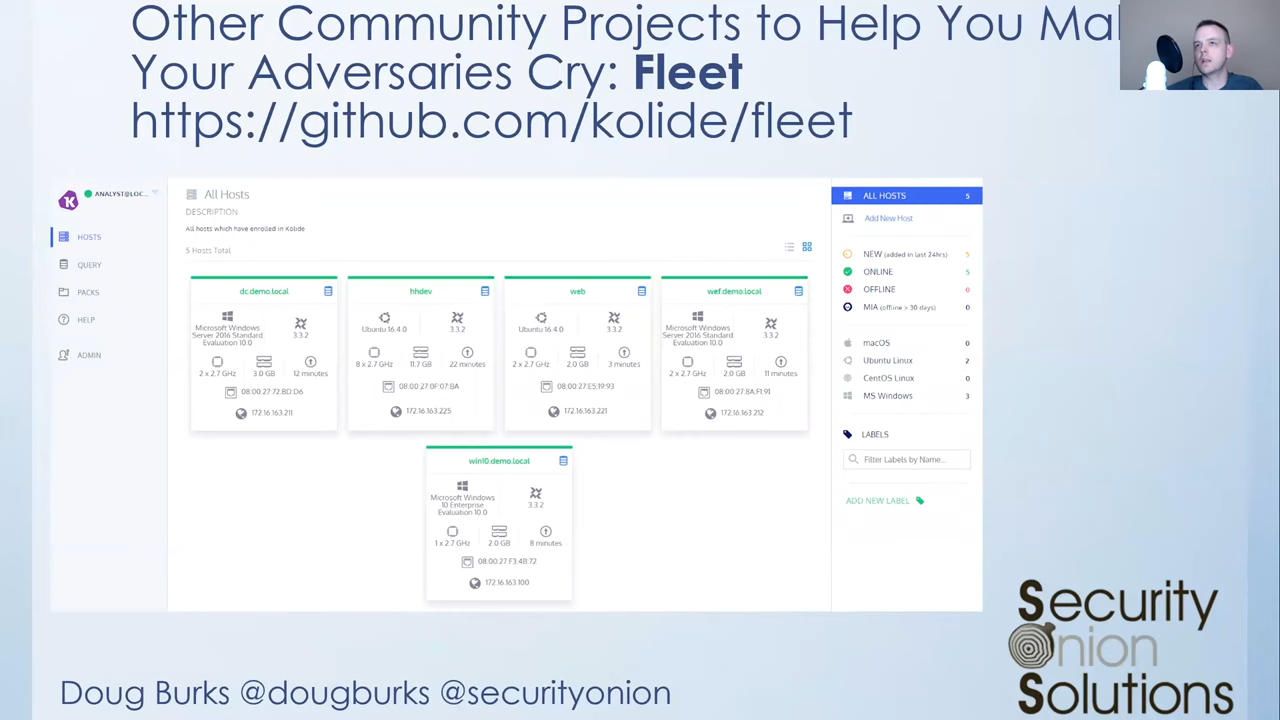 Other Community Projects to Help You Mak
Your Adversaries Cry: Fleet
https://github.com/kolide/fleet
K
ANALYST@LOC...
HOSTS
QUERY
PACKS
HELP
ADMIN
All Hosts
DESCRIPTION
All hosts which have enrolled in Kolide
5 Hosts Total
dc.demo.local
Microsoft Windows
Server 2016 Standard
Evaluation 10.0
3.3.2
2 x 2.7 GHz
3.0 GB
12 minutes
08:00:27:72:BD:D6
172.16.163.211
hhdev
Ubuntu 16.4.0
3.3.2
8 x 2.7 GHz
11.7 GB
22 minutes
08:00:27:0F:07:BA
172.16.163.225
web
Ubuntu 16.4.0
3.3.2
2 x 2.7 GHz
2.0 GB
3 minutes
08:00:27:E5:19:93
172.16.163.221
wef.demo.local
Microsoft Windows
Server 2016 Standard
Evaluation 10.0
3.3.2
2 x 2.7 GHz
2.0 GB
11 minutes
08:00:27:8A:F1:91
172.16.163.212
win10.demo.local
Microsoft Windows
10 Enterprise
Evaluation 10.0
3.3.2
1 x 2.7 GHz
2.0 GB
8 minutes
08:00:27:F3:4B:72
172.16.163.100
ALL HOSTS 5
Add New Host
NEW (added in last 24hrs) 5
ONLINE 5
OFFLINE 0
MIA (offline > 30 days) 0
macOS 0
Ubuntu Linux 2
CentOS Linux 0
MS Windows 3
LABELS
Filter Labels by Name...
ADD NEW LABEL
Security
Onion
Solutions
Doug Burks @dougburks @securityonion